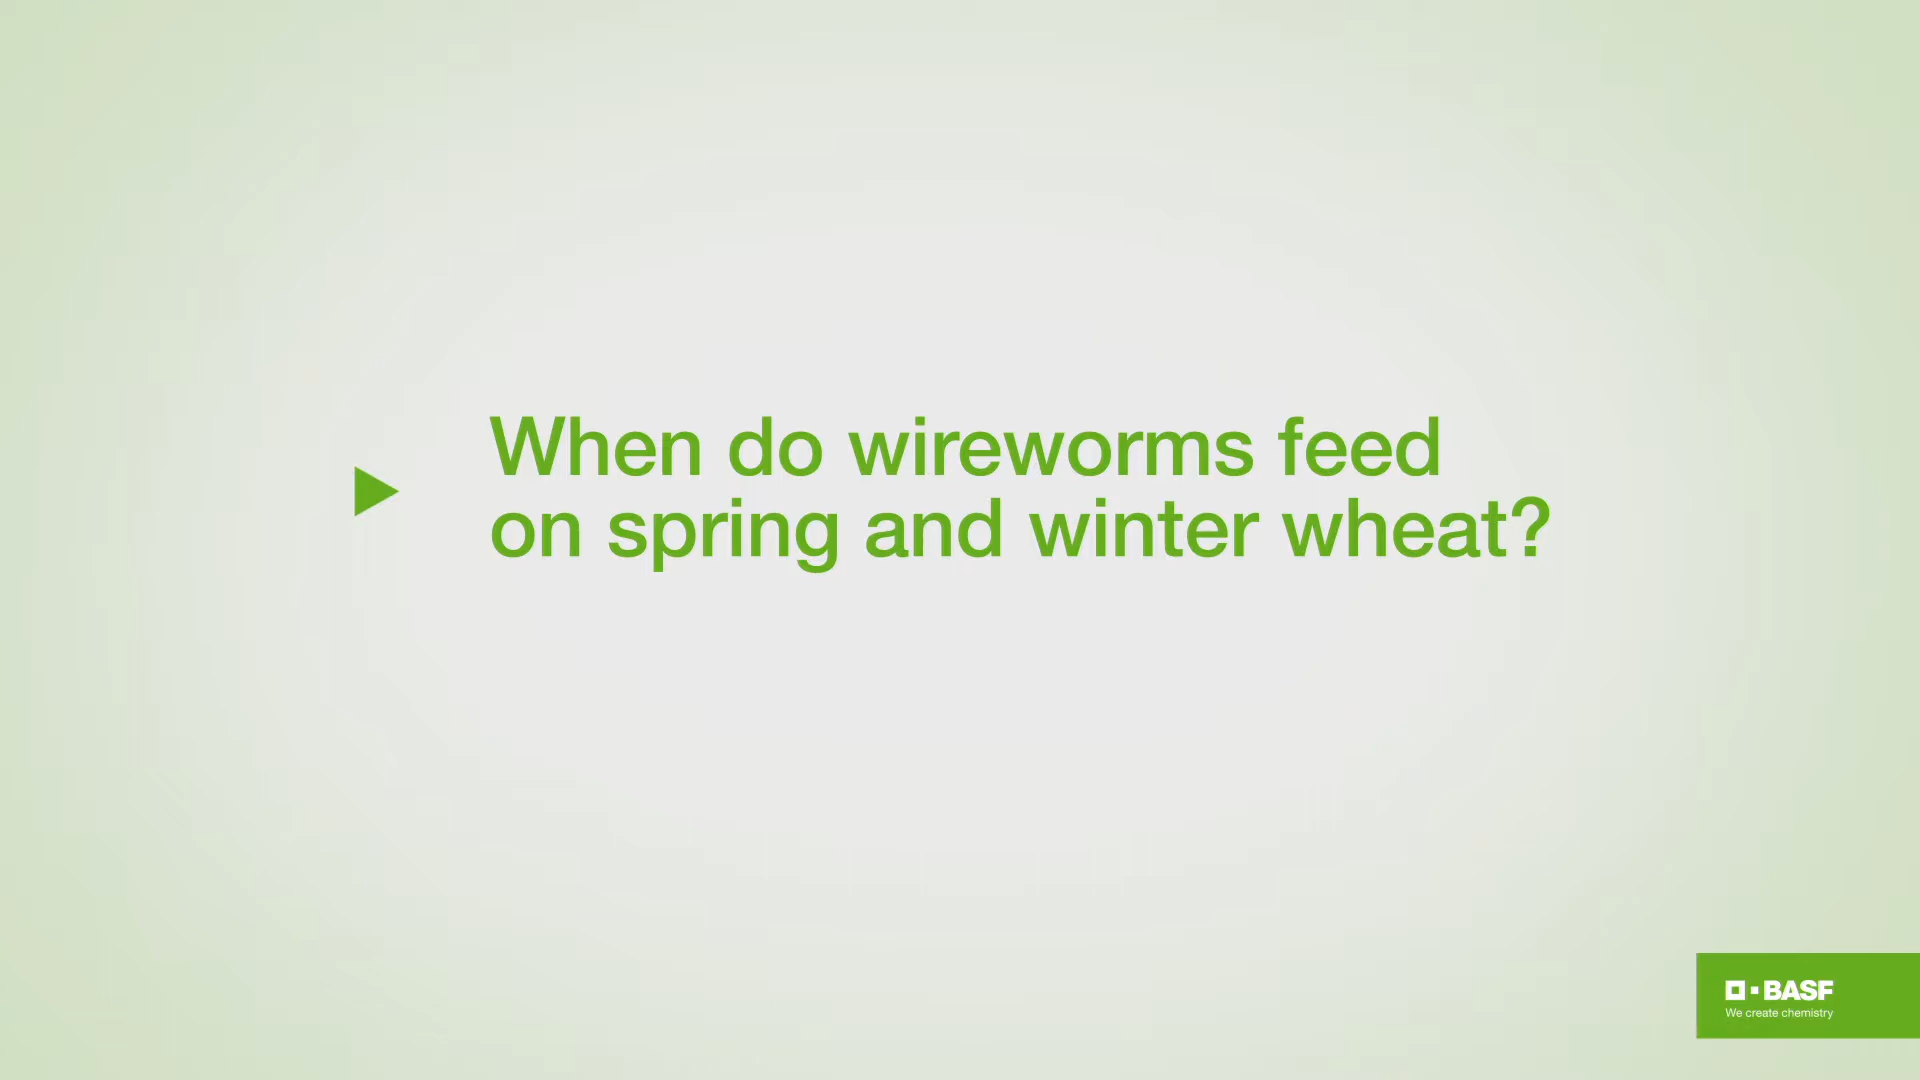 When do wireworms feed
on spring and winter wheat?
BASF
We create chemistry